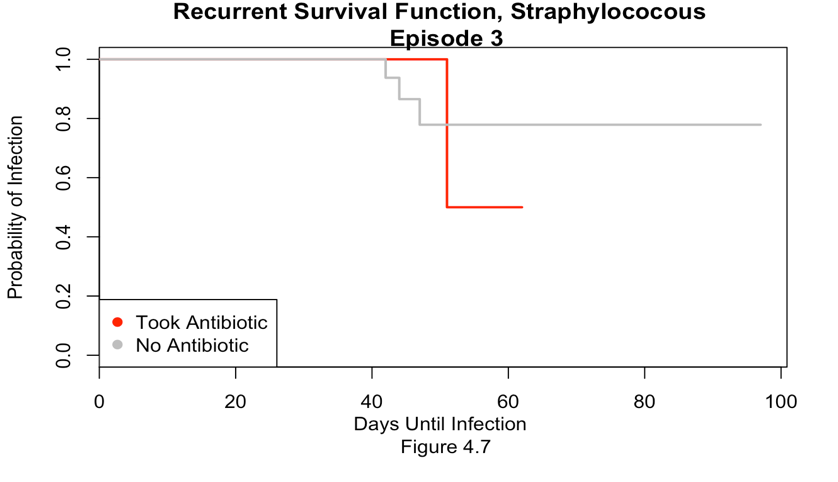 Recurrent Survival Function, Straphylococous
Episode 3
Probability of Infection
1.0
0.8
0.6
0.4
0.2
0.0
Took Antibiotic
No Antibiotic
0 20 40 60 80 100
Days Until Infection
Figure 4.7